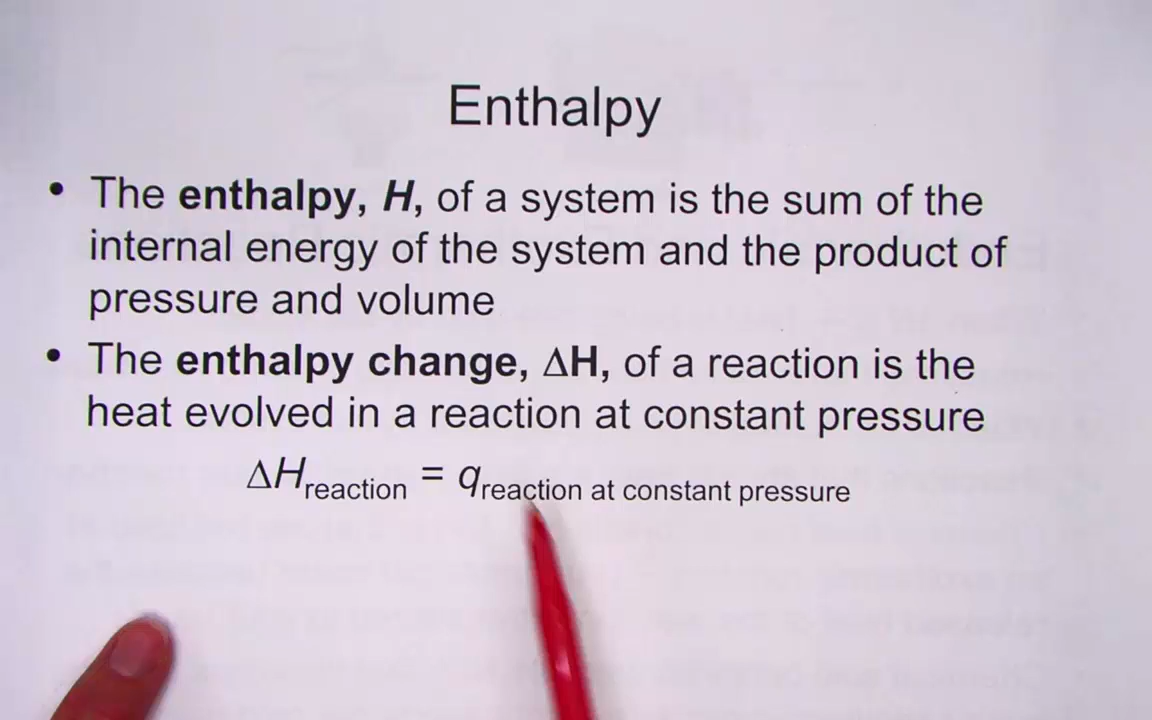 Enthalpy
• The enthalpy, H, of a system is the sum of the
internal energy of the system and the product of
pressure and volume
• The enthalpy change, ΔH, of a reaction is the
heat evolved in a reaction at constant pressure
ΔHreaction = qreaction at constant pressure